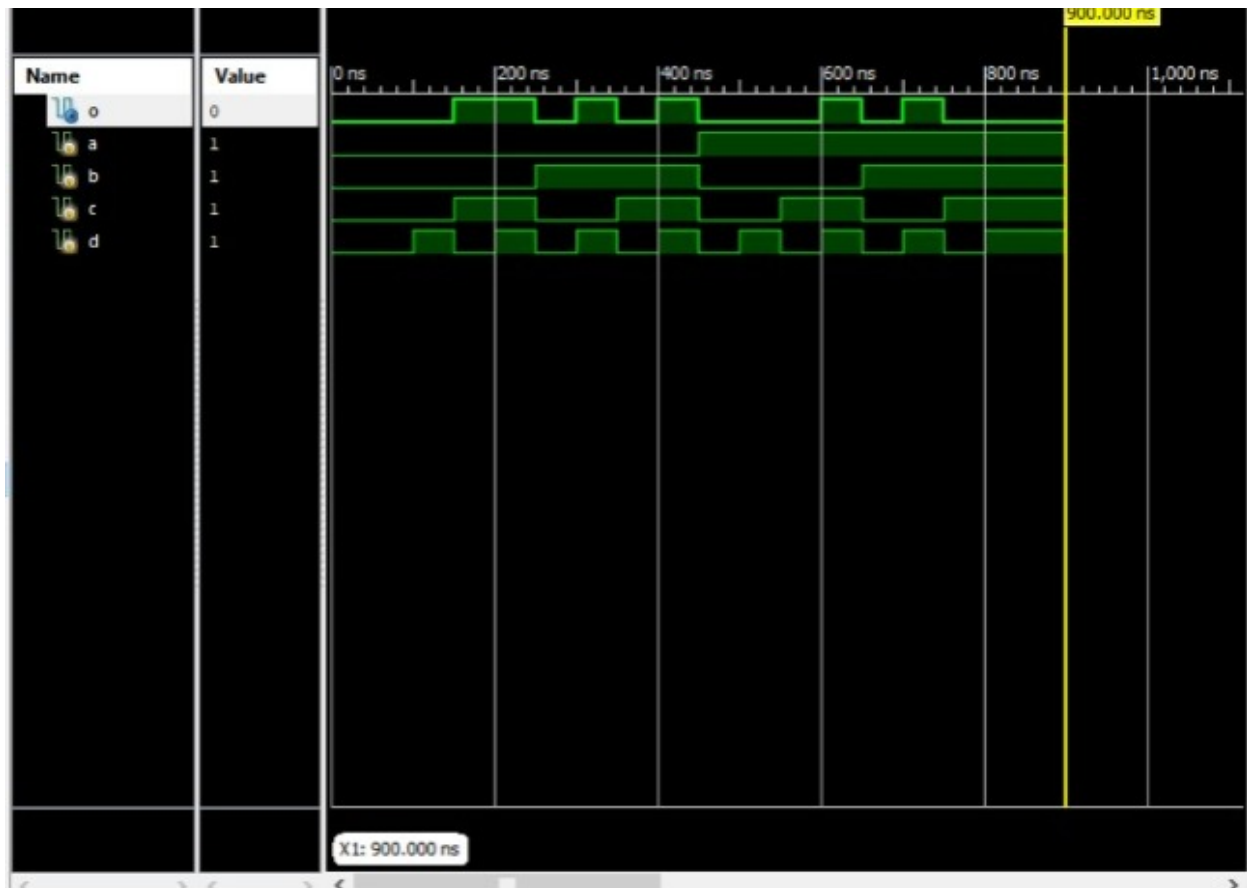 900.000 ns
Name Value 0 ns 200 ns 400 ns 600 ns 800 ns 1,000 ns
o 0
a 1
b 1
c 1
d 1
X1: 900.000 ns